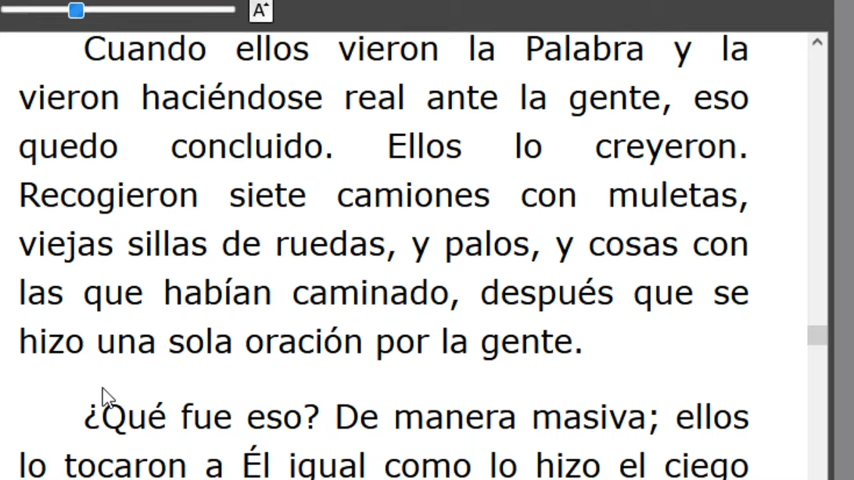 A
Cuando ellos vieron la Palabra y la
vieron haciéndose real ante la gente, eso
quedo concluido. Ellos lo creyeron.
Recogieron siete camiones con muletas,
viejas sillas de ruedas, y palos, y cosas con
las que habían caminado, después que se
hizo una sola oración por la gente.
¿Qué fue eso? De manera masiva; ellos
lo tocaron a Él igual como lo hizo el ciego